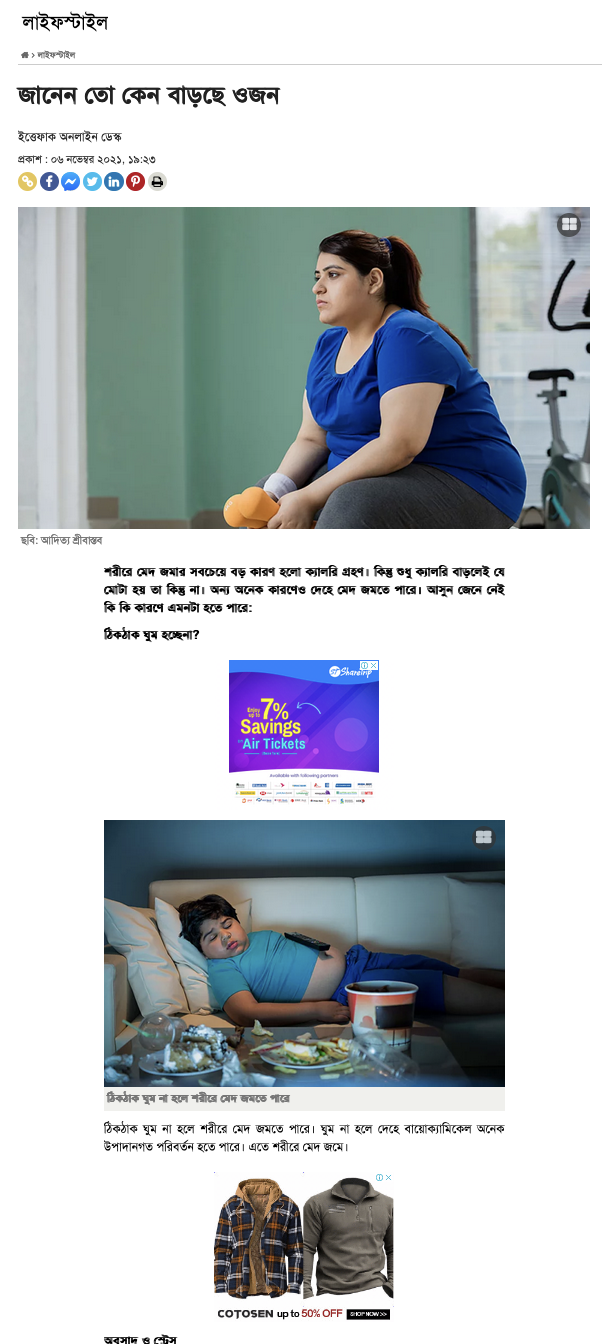 লাইফস্টাইল
› লাইফস্টাইল
জানেন তো কেন বাড়ছে ওজন
ইত্তেফাক অনলাইন ডেস্ক
প্রকাশ : ০৬ নভেম্বর ২০২১, ১৯:২৩
ছবি: আদিত্য শ্রীবাস্তব
শরীরে মেদ জমার সবচেয়ে বড় কারণ হলো ক্যালরি গ্রহণ। কিন্তু শুধু ক্যালরি বাড়লেই যে
মোটা হয় তা কিন্তু না। অন্য অনেক কারণেও দেহে মেদ জমতে পারে। আসুন জেনে নেই
কি কি কারণে এমনটা হতে পারে:
ঠিকঠাক ঘুম হচ্ছেনা?
ST Sharetrip
Enjoy up to 7%
Savings
on Air Tickets
Available with following partners
ঠিকঠাক ঘুম না হলে শরীরে মেদ জমতে পারে
ঠিকঠাক ঘুম না হলে শরীরে মেদ জমতে পারে। ঘুম না হলে দেহে বায়োক্যামিকেল অনেক
উপাদানগত পরিবর্তন হতে পারে। এতে শরীরে মেদ জমে।
COTOSEN up to 50% OFF SHOP NOW >>
অবসাদ ও স্ট্রেস